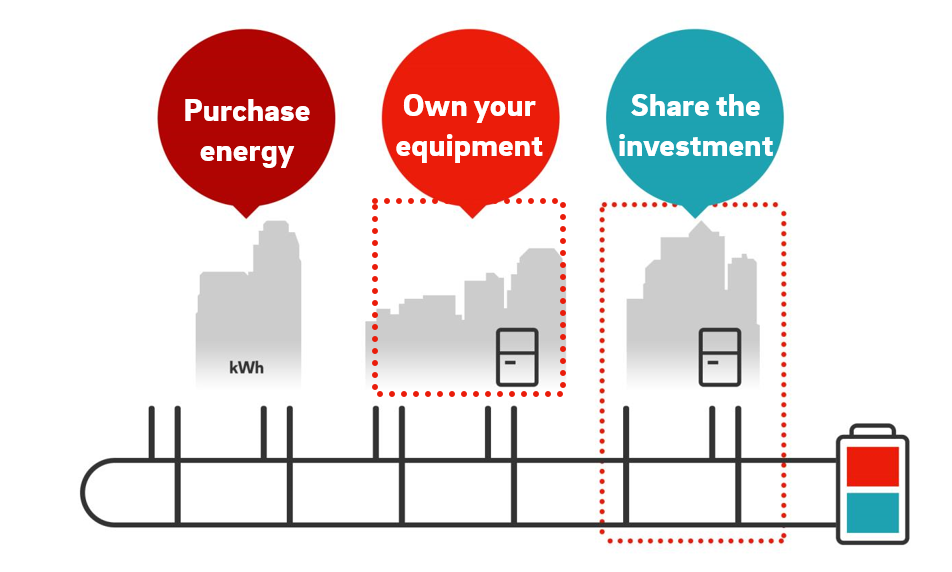 Purchase
energy
Own your
equipment
Share the
investment
kWh